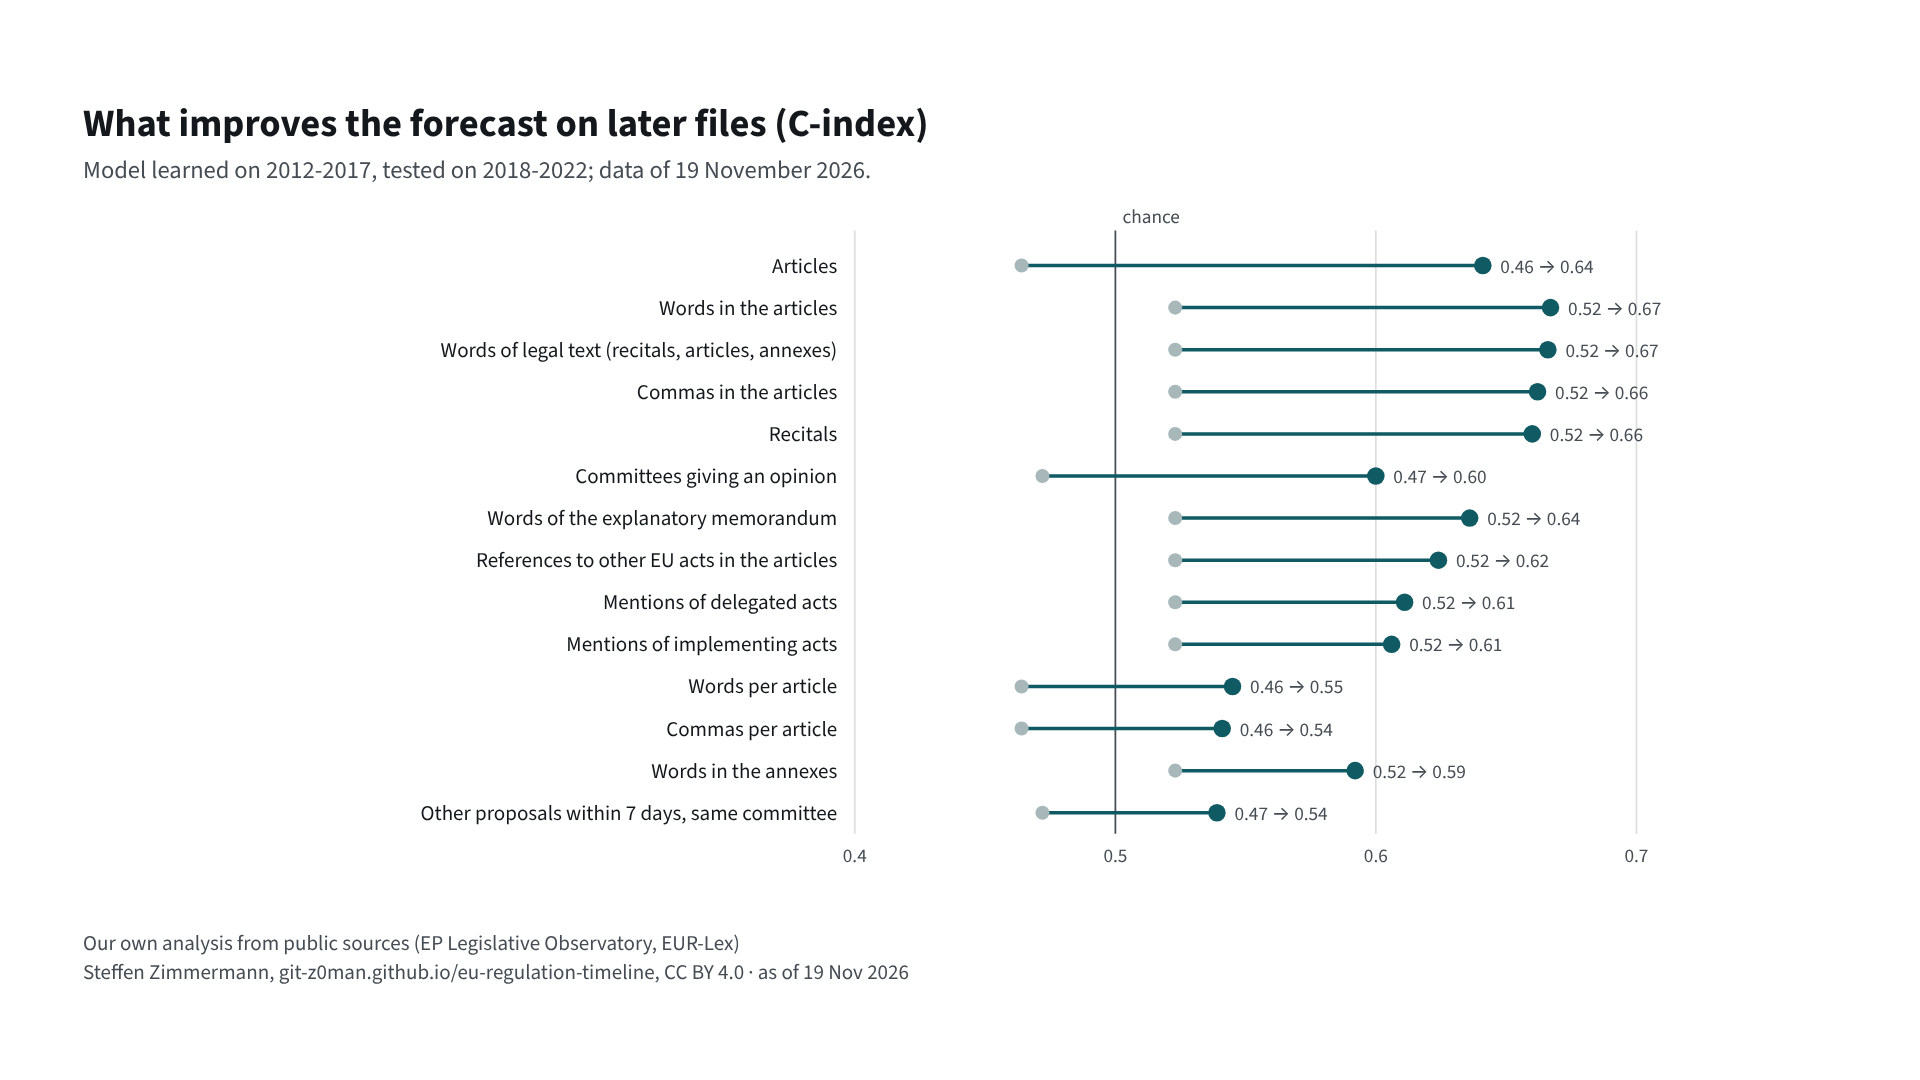 What improves the forecast on later files (C-index)
Model learned on 2012-2017, tested on 2018-2022; data of 19 November 2026.
chance
Articles 0.46 → 0.64
Words in the articles 0.52 → 0.67
Words of legal text (recitals, articles, annexes) 0.52 → 0.67
Commas in the articles 0.52 → 0.66
Recitals 0.52 → 0.66
Committees giving an opinion 0.47 → 0.60
Words of the explanatory memorandum 0.52 → 0.64
References to other EU acts in the articles 0.52 → 0.62
Mentions of delegated acts 0.52 → 0.61
Mentions of implementing acts 0.52 → 0.61
Words per article 0.46 → 0.55
Commas per article 0.46 → 0.54
Words in the annexes 0.52 → 0.59
Other proposals within 7 days, same committee 0.47 → 0.54
0.4 0.5 0.6 0.7
Our own analysis from public sources (EP Legislative Observatory, EUR-Lex)
Steffen Zimmermann, git-z0man.github.io/eu-regulation-timeline, CC BY 4.0 · as of 19 Nov 2026